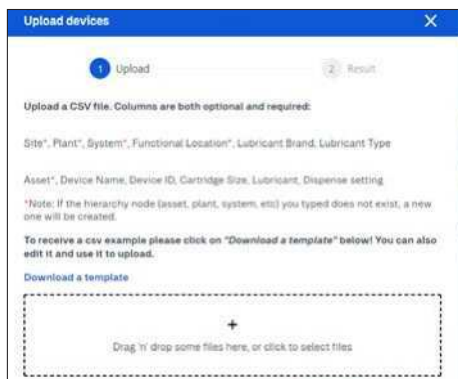 Upload devices
1 Upload
2 Result
Upload a CSV file. Columns are both optional and required:
Site*, Plant*, System*, Functional Location*, Lubricant Brand, Lubricant Type
Asset*, Device Name, Device ID, Cartridge Size, Lubricant, Dispense setting
*Note: If the hierarchy node (asset, plant, system, etc) you typed does not exist, a new
one will be created.
To receive a csv example please click on "Download a template" below! You can also
edit it and use it to upload.
Download a template
+
Drag 'n' drop some files here, or click to select files